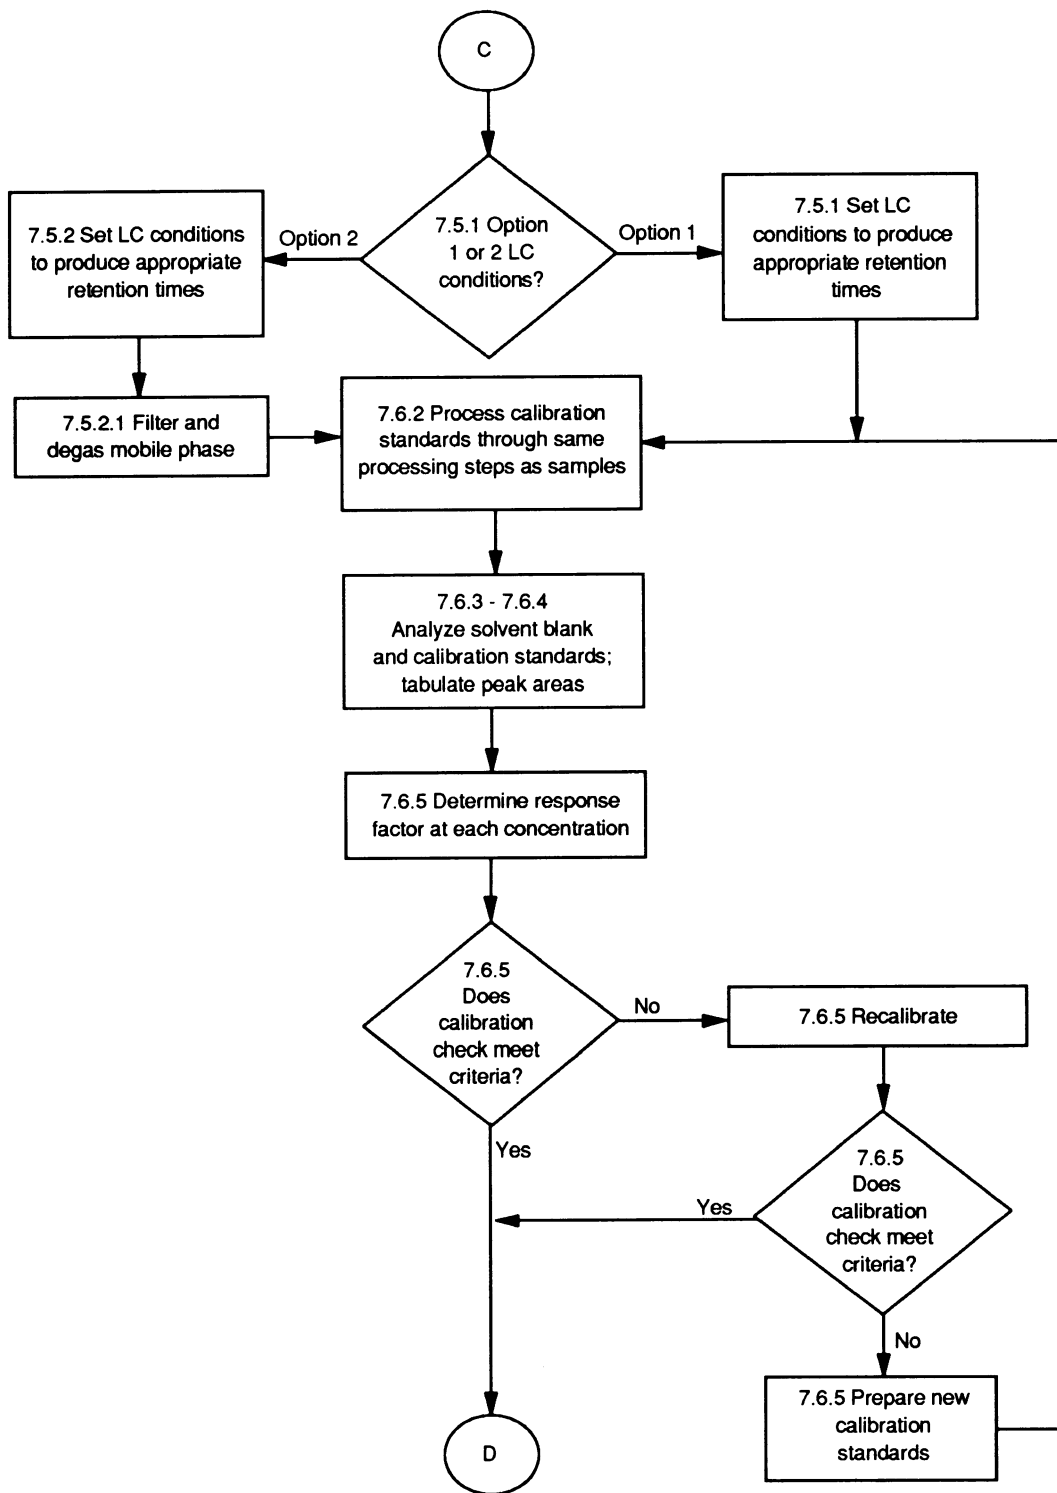 C
7.5.1 Option
1 or 2 LC
conditions?
Option 2
Option 1
7.5.2 Set LC conditions
to produce appropriate
retention times
7.5.1 Set LC
conditions to produce
appropriate retention
times
7.5.2.1 Filter and
degas mobile phase
7.6.2 Process calibration
standards through same
processing steps as samples
7.6.3 - 7.6.4
Analyze solvent blank
and calibration standards;
tabulate peak areas
7.6.5 Determine response
factor at each concentration
7.6.5
Does
calibration
check meet
criteria?
No
7.6.5 Recalibrate
Yes
7.6.5
Does
calibration
check meet
criteria?
Yes
No
7.6.5 Prepare new
calibration
standards
D